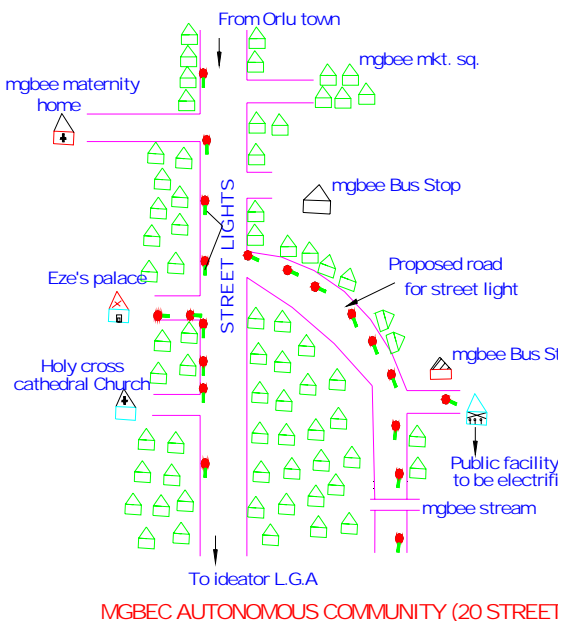 From Orlu town
mgbee mkt. sq.
mgbee maternity
home
mgbee Bus Stop
STREET LIGHTS
Proposed road
for street light
Eze's palace
Holy cross
cathedral Church
mgbee Bus St
Public facility
to be electrifi
mgbee stream
To ideator L.G.A
MGBEC AUTONOMOUS COMMUNITY (20 STREET